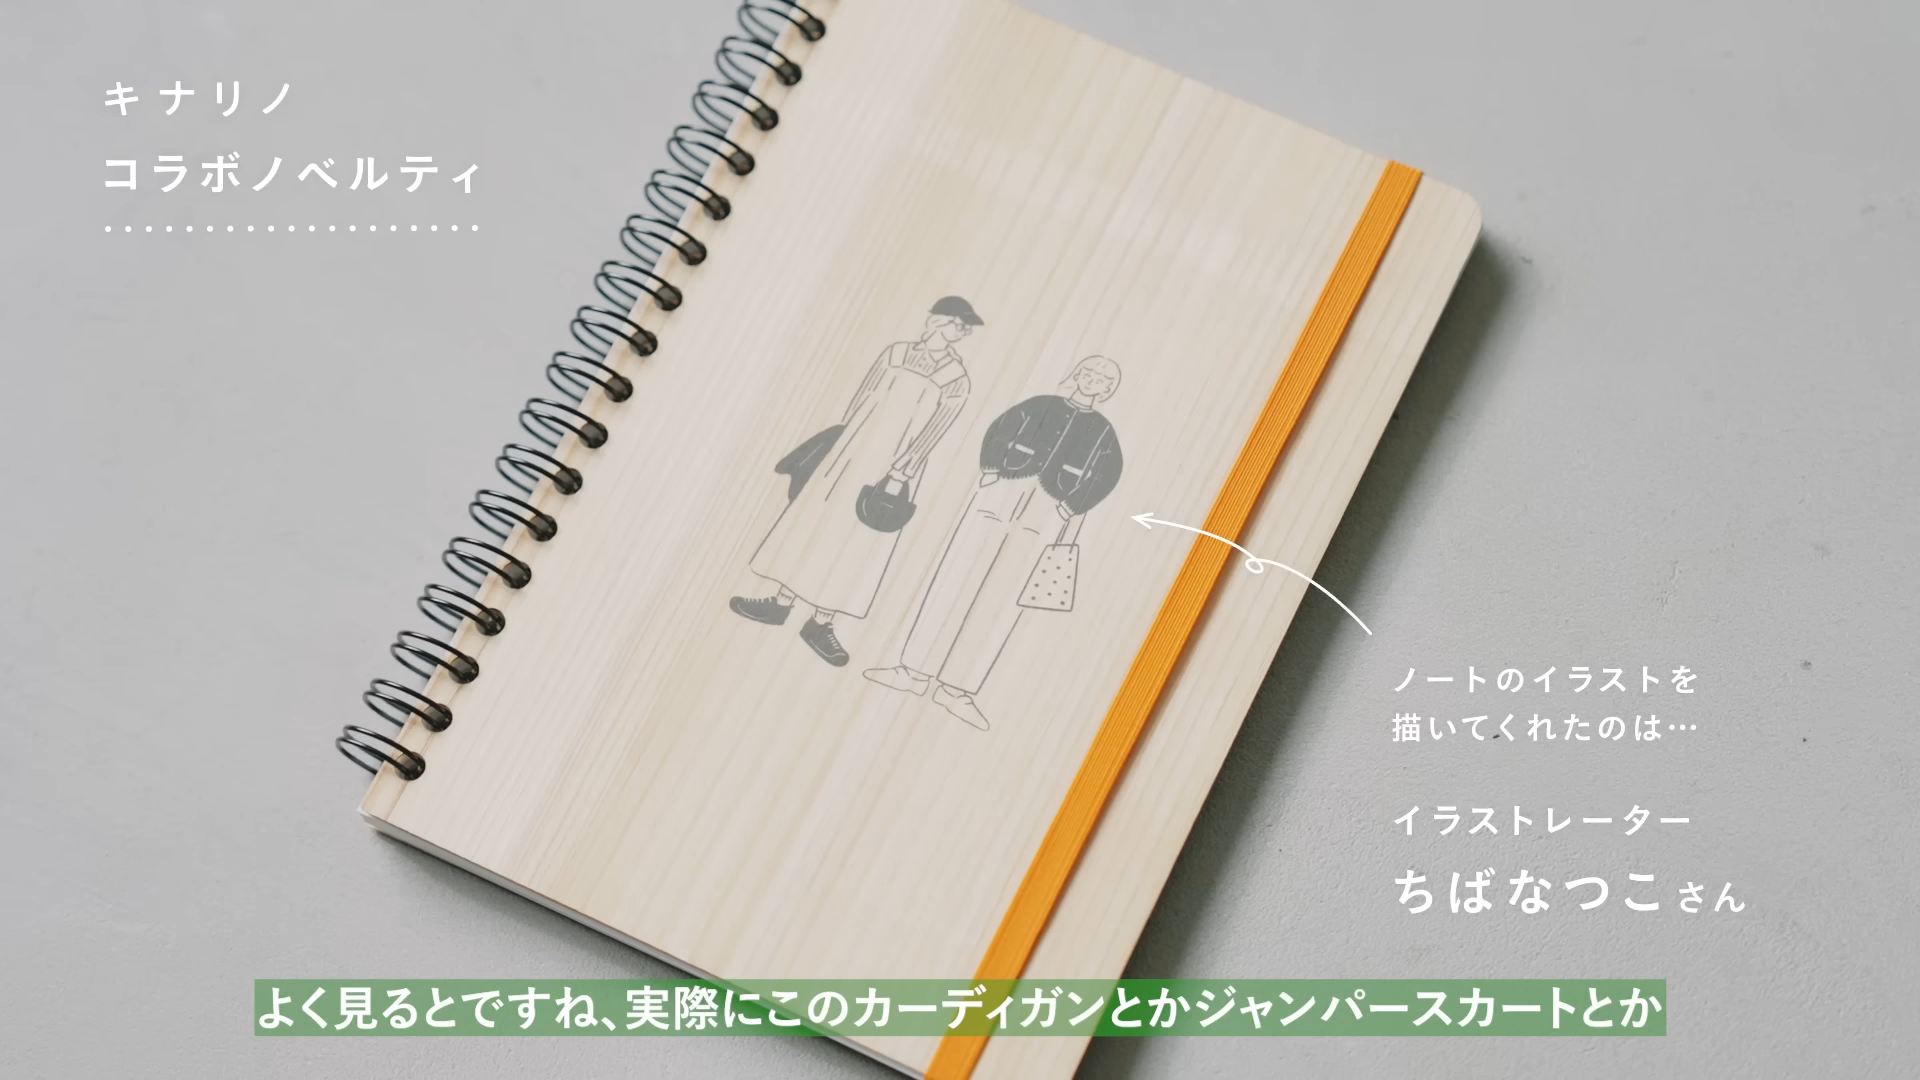 キナリノ
コラボノベルティ
ノートのイラストを
描いてくれたのは…
イラストレーター
ちばなつこさん
よく見るとですね、実際にこのカーディガンとかジャンパースカートとか